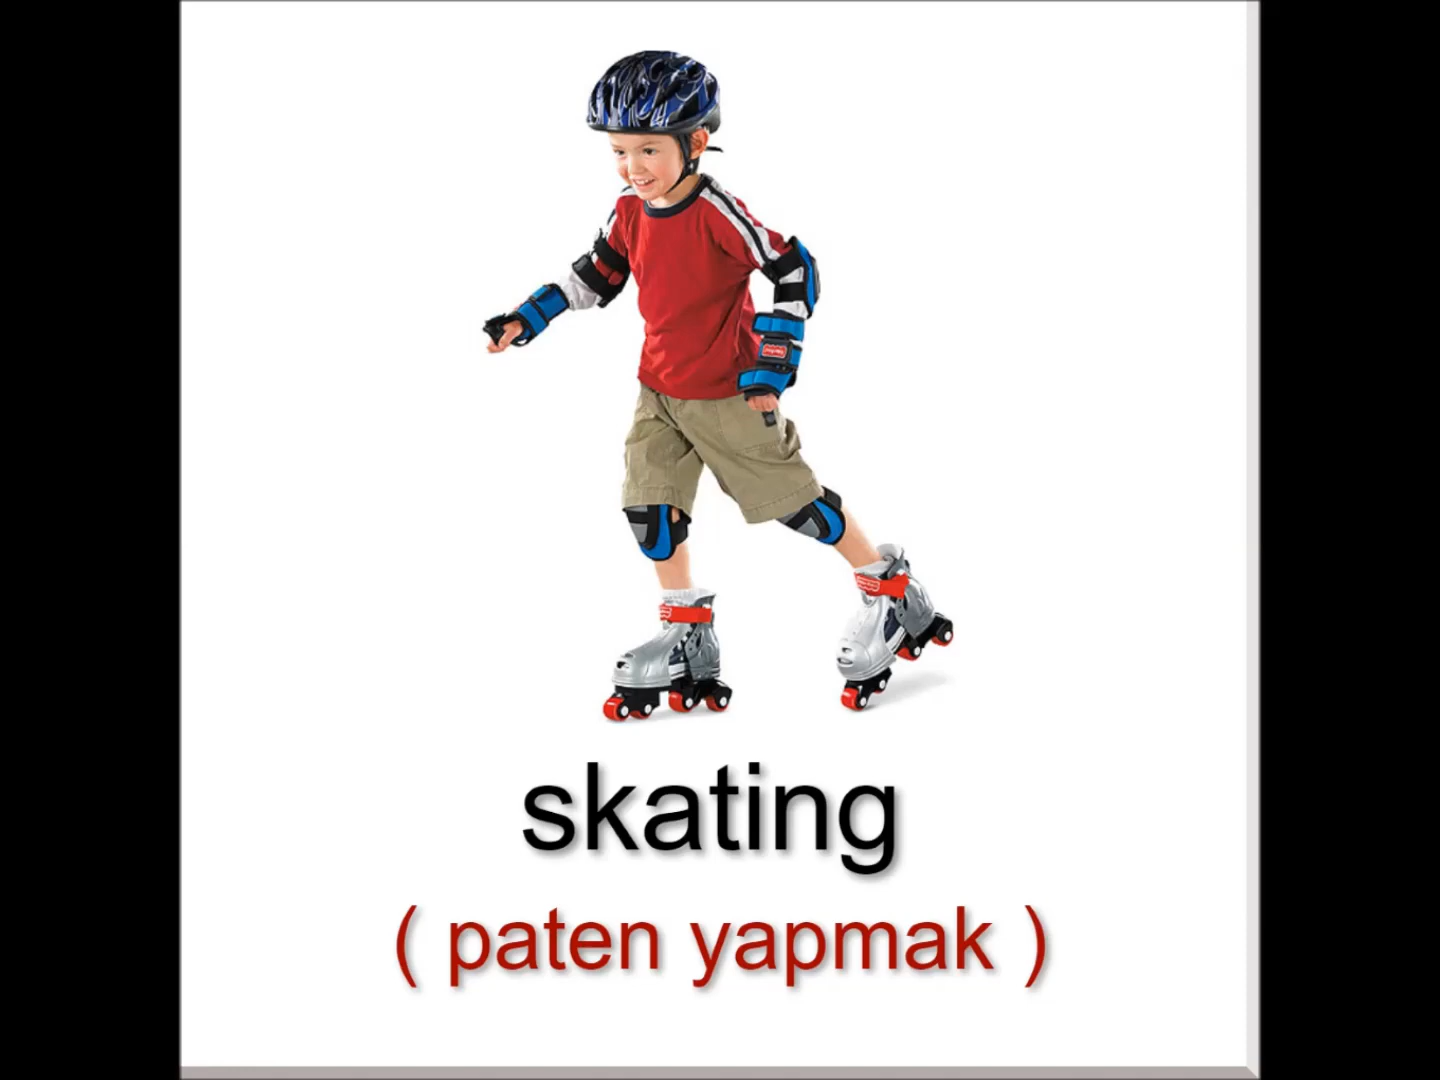 skating
( paten yapmak )